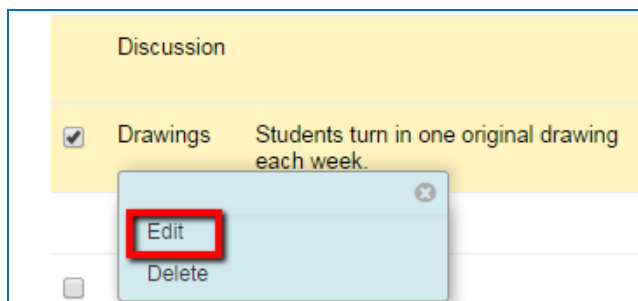 Discussion
Drawings Students turn in one original drawing
each week.
Edit
Delete